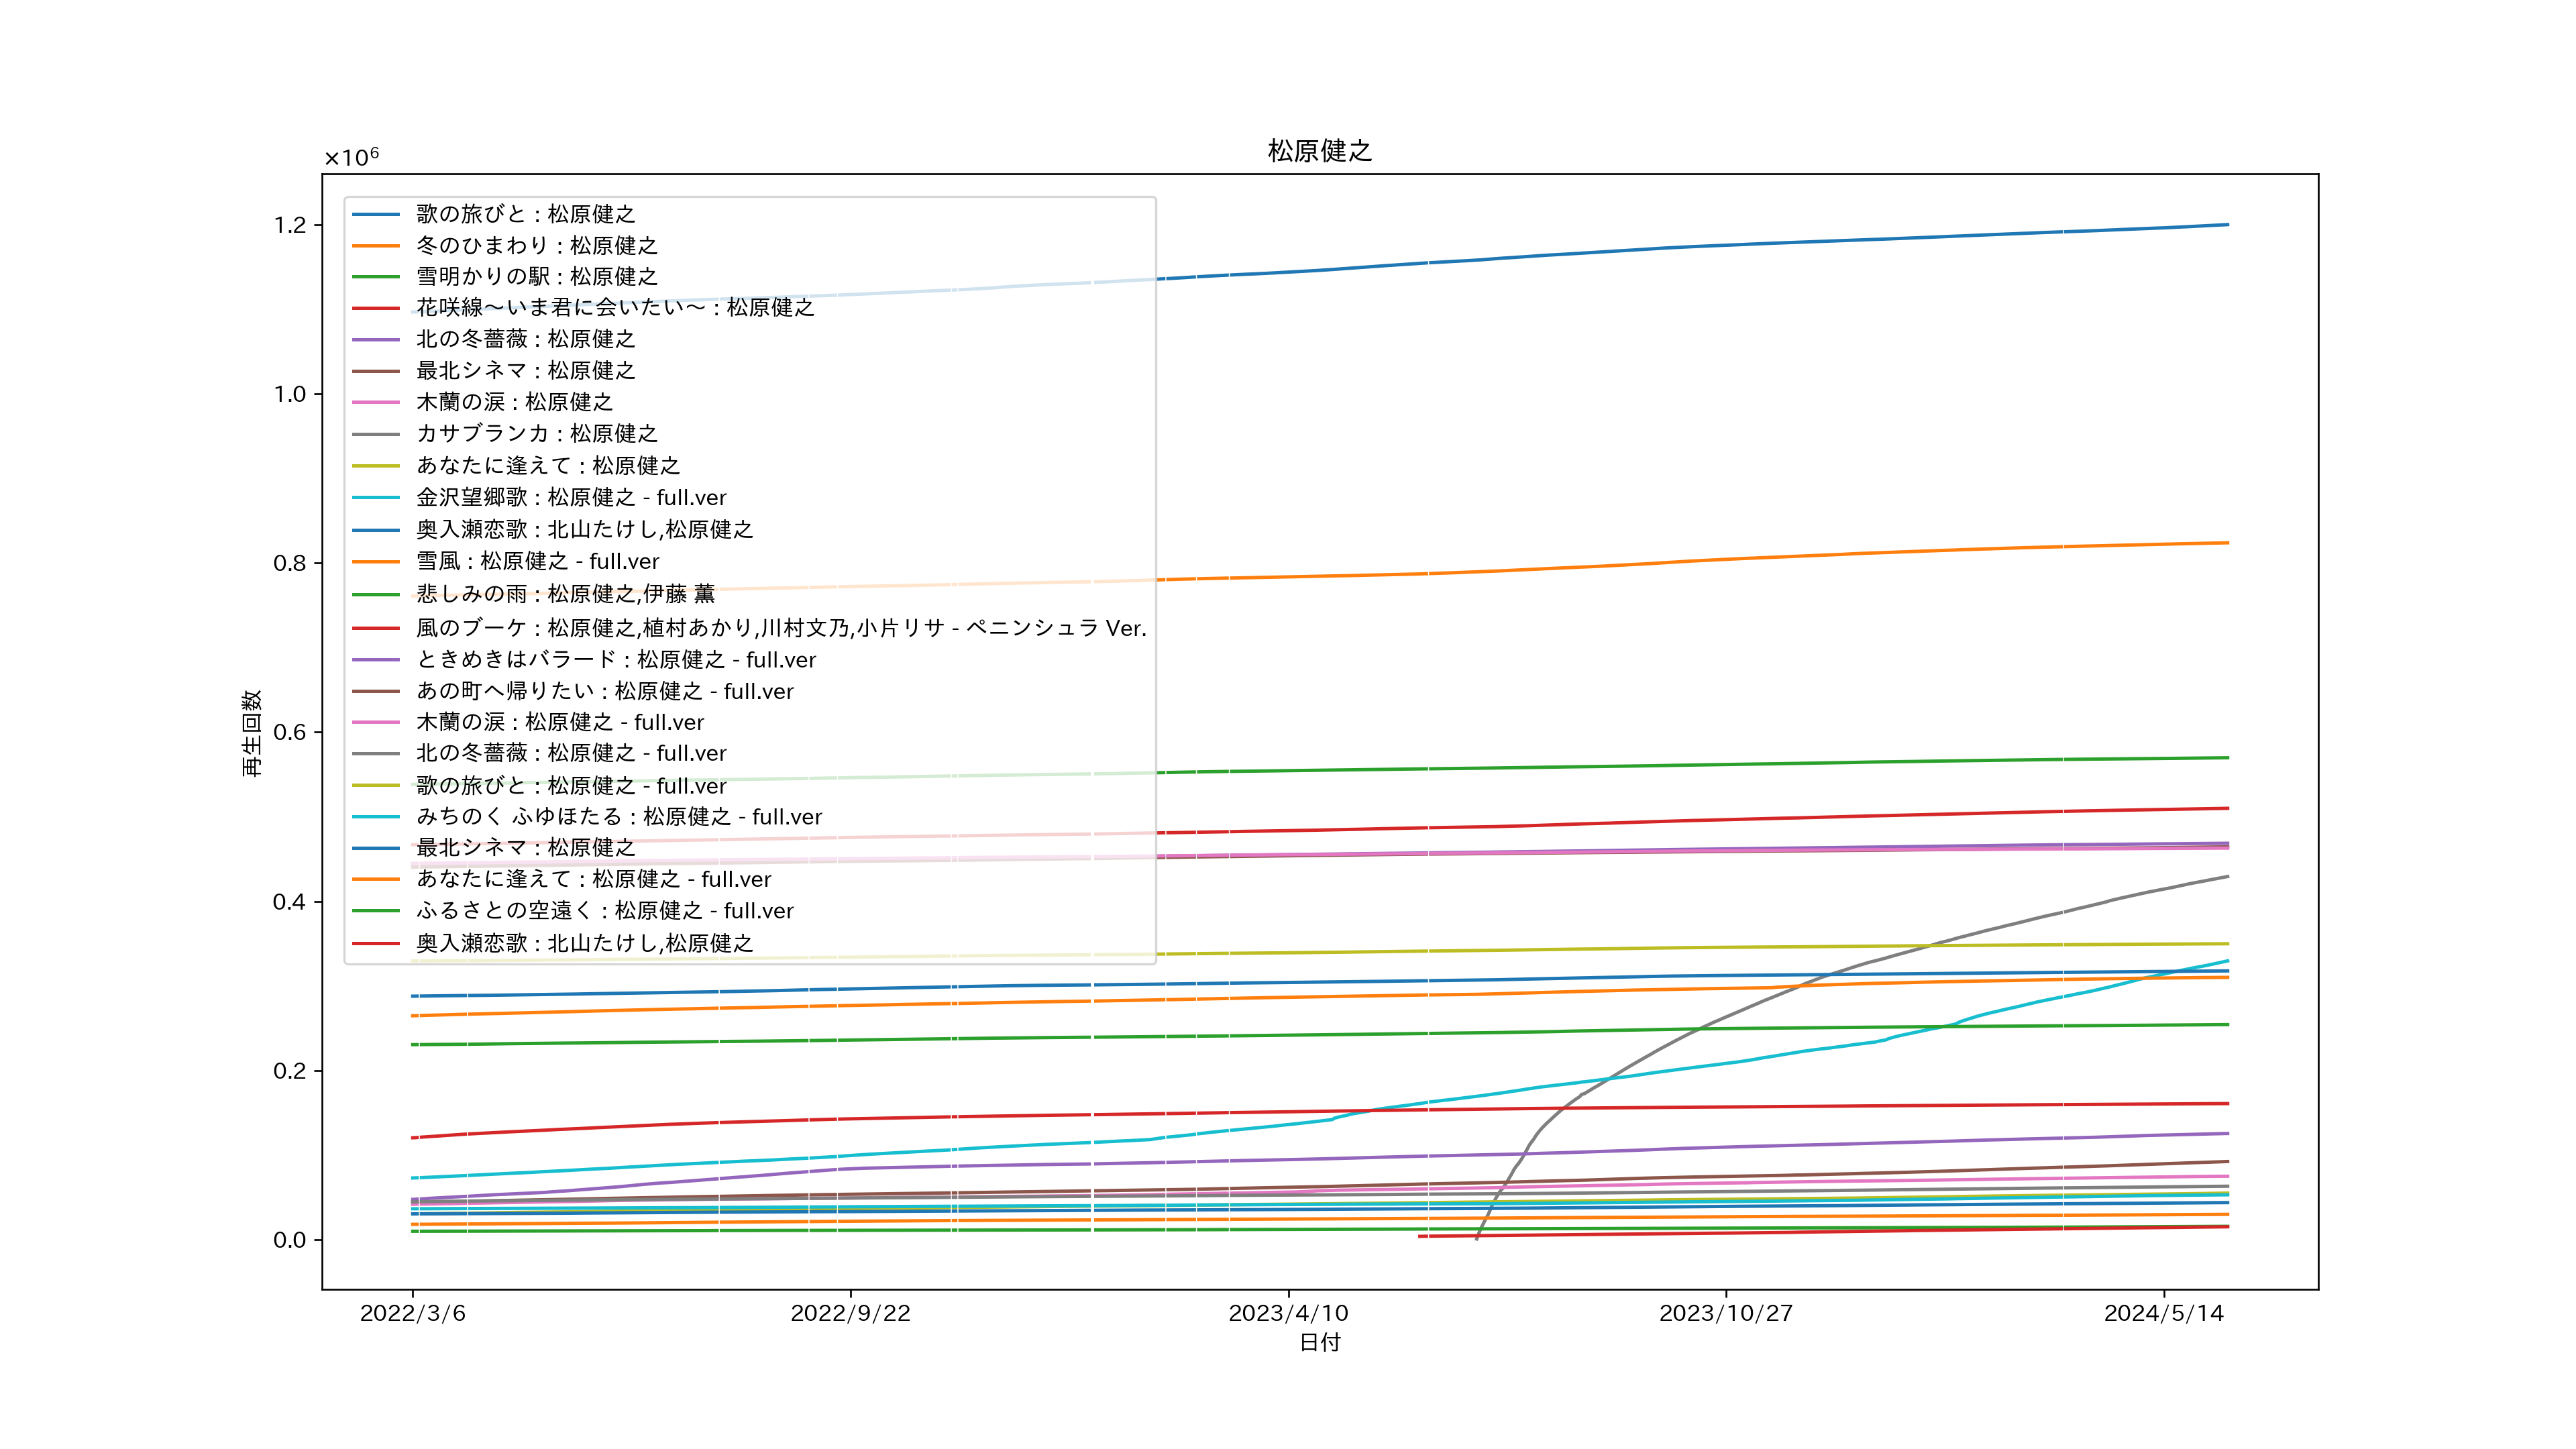 松原健之
×10⁶
1.2
1.0
0.8
0.6
0.4
0.2
0.0
再生回数
歌の旅びと : 松原健之
冬のひまわり : 松原健之
雪明かりの駅 : 松原健之
花咲線～いま君に会いたい～ : 松原健之
北の冬薔薇 : 松原健之
最北シネマ : 松原健之
木蘭の涙 : 松原健之
カサブランカ : 松原健之
あなたに逢えて : 松原健之
金沢望郷歌 : 松原健之 - full.ver
奥入瀬恋歌 : 北山たけし,松原健之
雪風 : 松原健之 - full.ver
悲しみの雨 : 松原健之,伊藤 薫
風のブーケ : 松原健之,植村あかり,川村文乃,小片リサ - ペニンシュラ Ver.
ときめきはバラード : 松原健之 - full.ver
あの町へ帰りたい : 松原健之 - full.ver
木蘭の涙 : 松原健之 - full.ver
北の冬薔薇 : 松原健之 - full.ver
歌の旅びと : 松原健之 - full.ver
みちのく ふゆほたる : 松原健之 - full.ver
最北シネマ : 松原健之
あなたに逢えて : 松原健之 - full.ver
ふるさとの空遠く : 松原健之 - full.ver
奥入瀬恋歌 : 北山たけし,松原健之
2022/3/6
2022/9/22
2023/4/10
2023/10/27
2024/5/14
日付